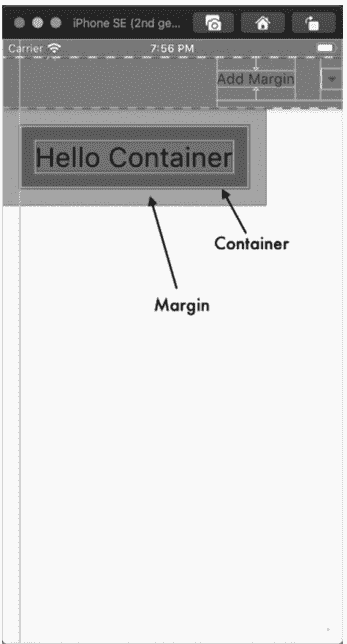 iPhone SE (2nd ge...
Carrier 7:56 PM
Add Margin
Hello Container
Container
Margin